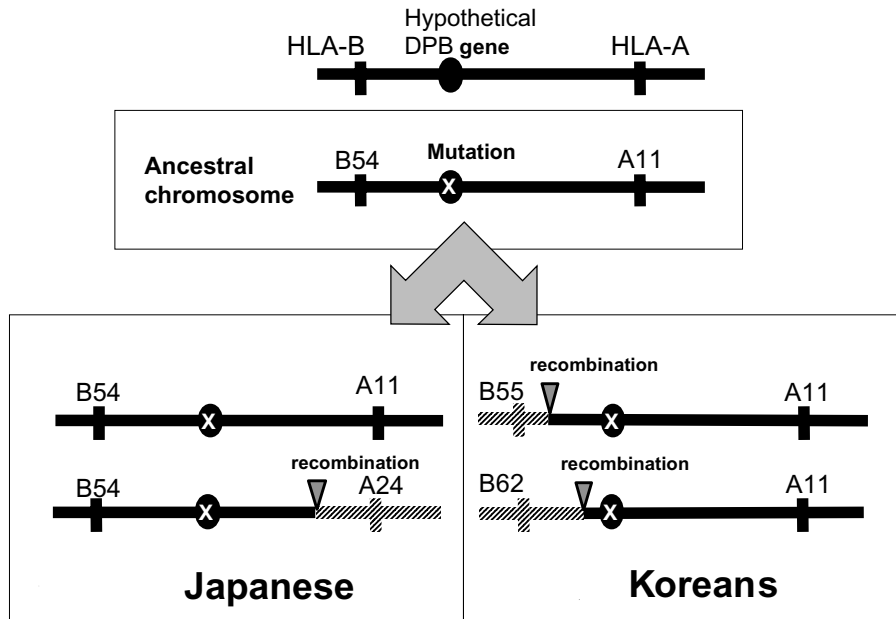 Hypothetical
HLA-B DPB gene HLA-A
Ancestral
chromosome
B54 Mutation A11
X
B54 A11
X
recombination
B54 A24
X
Japanese
recombination
B55 A11
X
recombination
B62 A11
X
Koreans